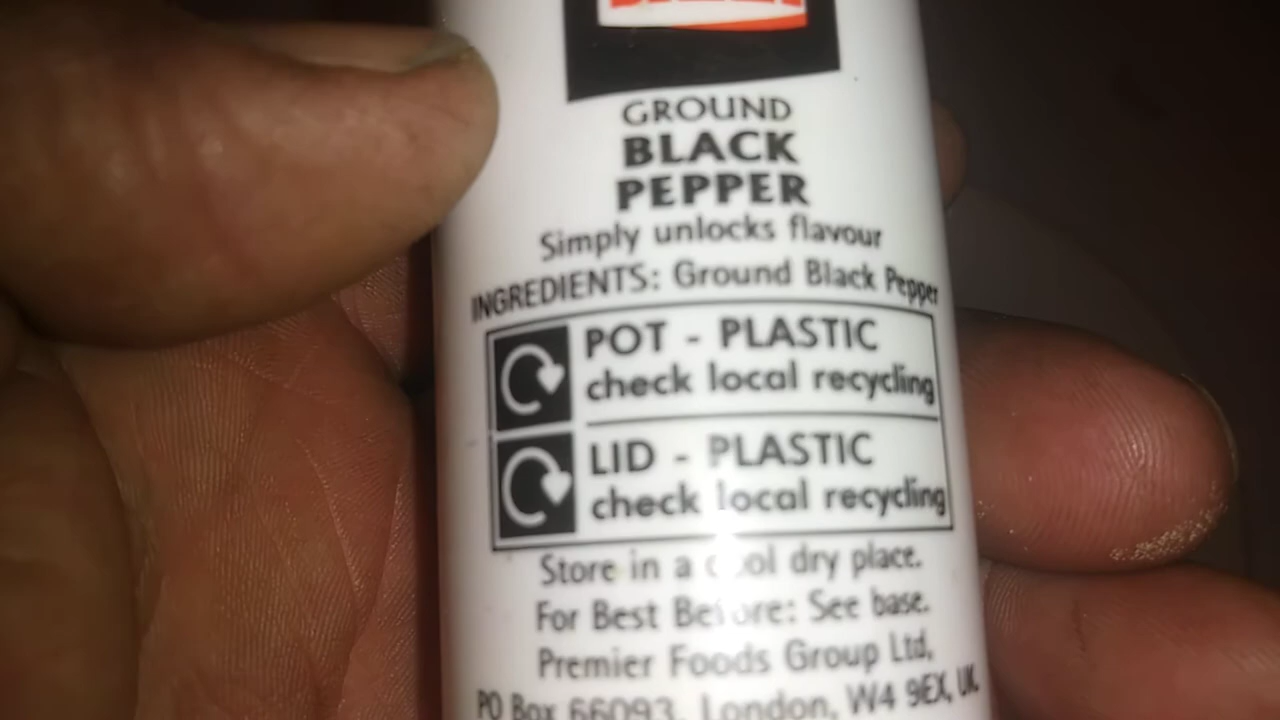 GROUND
BLACK
PEPPER
Simply unlocks flavour
INGREDIENTS: Ground Black Pepper
POT - PLASTIC
check local recycling
LID - PLASTIC
check local recycling
Store in a cool dry place.
For Best Before: See base.
Premier Foods Group Ltd,
PO Box 66093, London, W4 9EX, UK.